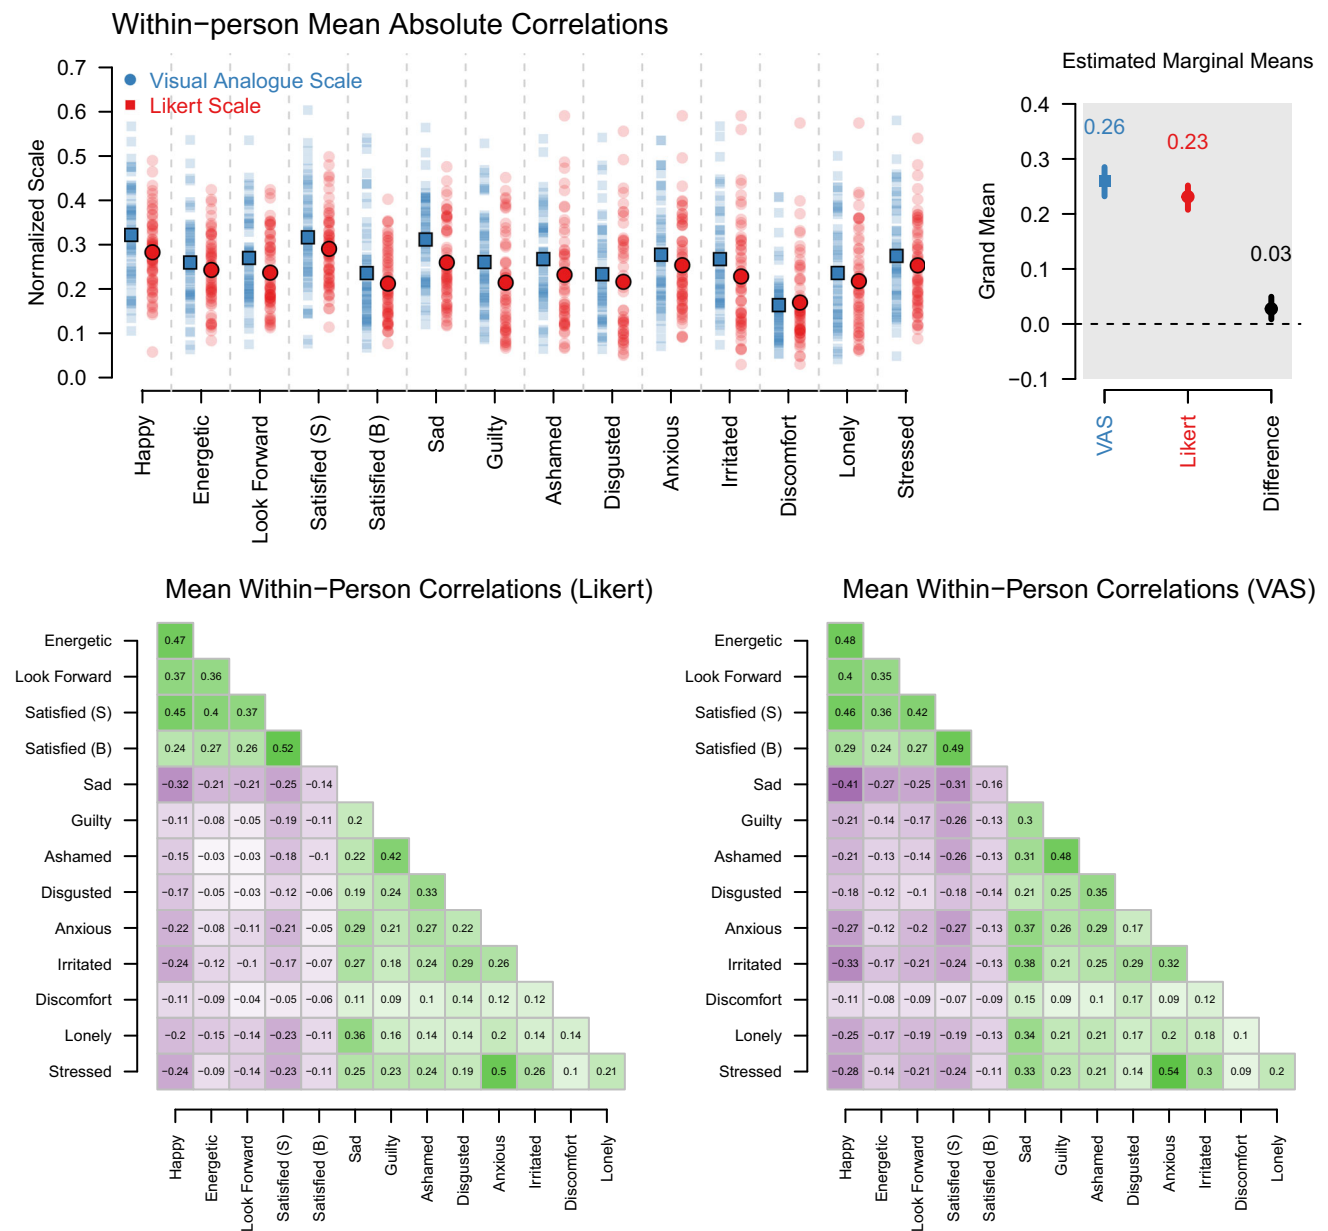 Within−person Mean Absolute Correlations
Estimated Marginal Means
Visual Analogue Scale
Likert Scale
Normalized Scale
0.7
0.6
0.5
0.4
0.3
0.2
0.1
0.0
Happy
Energetic
Look Forward
Satisfied (S)
Satisfied (B)
Sad
Guilty
Ashamed
Disgusted
Anxious
Irritated
Discomfort
Lonely
Stressed
Grand Mean
0.4
0.3
0.2
0.1
0.0
−0.1
0.26
0.23
0.03
VAS
Likert
Difference
Mean Within−Person Correlations (Likert)
Energetic 0.47
Look Forward 0.37 0.36
Satisfied (S) 0.45 0.4 0.37
Satisfied (B) 0.24 0.27 0.26 0.52
Sad −0.32 −0.21 −0.21 −0.25 −0.14
Guilty −0.11 −0.08 −0.05 −0.19 −0.11 0.2
Ashamed −0.15 −0.03 −0.03 −0.18 −0.1 0.22 0.42
Disgusted −0.17 −0.05 −0.03 −0.12 −0.06 0.19 0.24 0.33
Anxious −0.22 −0.08 −0.11 −0.21 −0.05 0.29 0.21 0.27 0.22
Irritated −0.24 −0.12 −0.1 −0.17 −0.07 0.27 0.18 0.24 0.29 0.26
Discomfort −0.11 −0.09 −0.04 −0.05 −0.06 0.11 0.09 0.1 0.14 0.12 0.12
Lonely −0.2 −0.15 −0.14 −0.23 −0.11 0.36 0.16 0.14 0.14 0.2 0.14 0.14
Stressed −0.24 −0.09 −0.14 −0.23 −0.11 0.25 0.23 0.24 0.19 0.5 0.26 0.1 0.21
Happy
Energetic
Look Forward
Satisfied (S)
Satisfied (B)
Sad
Guilty
Ashamed
Disgusted
Anxious
Irritated
Discomfort
Lonely
Mean Within−Person Correlations (VAS)
Energetic 0.48
Look Forward 0.4 0.35
Satisfied (S) 0.46 0.36 0.42
Satisfied (B) 0.29 0.24 0.27 0.49
Sad −0.41 −0.27 −0.25 −0.31 −0.16
Guilty −0.21 −0.14 −0.17 −0.26 −0.13 0.3
Ashamed −0.21 −0.13 −0.14 −0.26 −0.13 0.31 0.48
Disgusted −0.18 −0.12 −0.1 −0.18 −0.14 0.21 0.25 0.35
Anxious −0.27 −0.12 −0.2 −0.27 −0.13 0.37 0.26 0.29 0.17
Irritated −0.33 −0.17 −0.21 −0.24 −0.13 0.38 0.21 0.25 0.29 0.32
Discomfort −0.11 −0.08 −0.09 −0.07 −0.09 0.15 0.09 0.1 0.17 0.09 0.12
Lonely −0.25 −0.17 −0.19 −0.19 −0.13 0.34 0.21 0.21 0.17 0.2 0.18 0.1
Stressed −0.28 −0.14 −0.21 −0.24 −0.11 0.33 0.23 0.21 0.14 0.54 0.3 0.09 0.2
Happy
Energetic
Look Forward
Satisfied (S)
Satisfied (B)
Sad
Guilty
Ashamed
Disgusted
Anxious
Irritated
Discomfort
Lonely